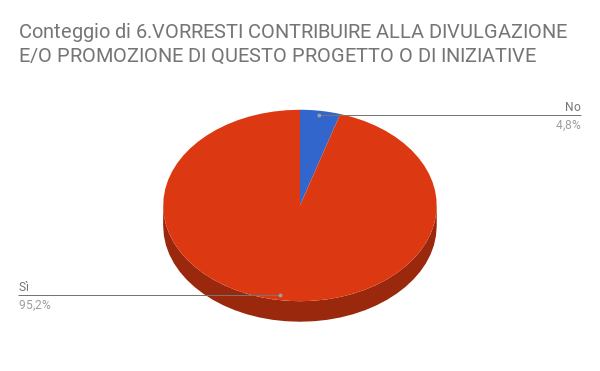 Conteggio di 6.VORRESTI CONTRIBUIRE ALLA DIVULGAZIONE
E/O PROMOZIONE DI QUESTO PROGETTO O DI INIZIATIVE
No
4,8%
Sì
95,2%